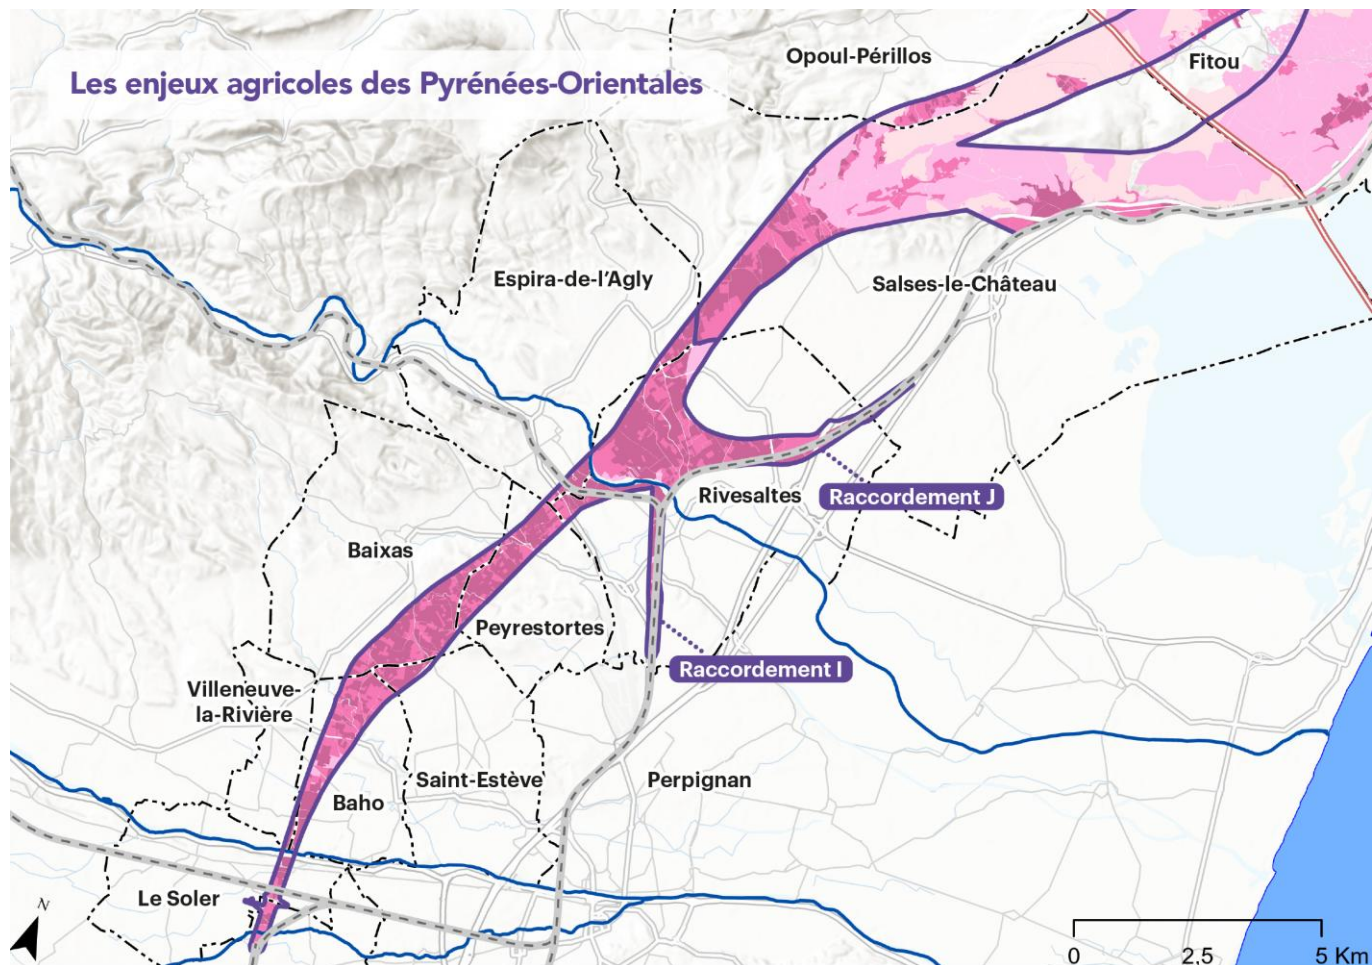 Les enjeux agricoles des Pyrénées-Orientales
Opoul-Périllos
Fitou
Espira-de-l'Agly
Salses-le-Château
Rivesaltes
Raccordement J
Baixas
Peyrestortes
Raccordement I
Villeneuve-
la-Rivière
Saint-Estève
Perpignan
Baho
Le Soler
N
0
2,5
5 Km